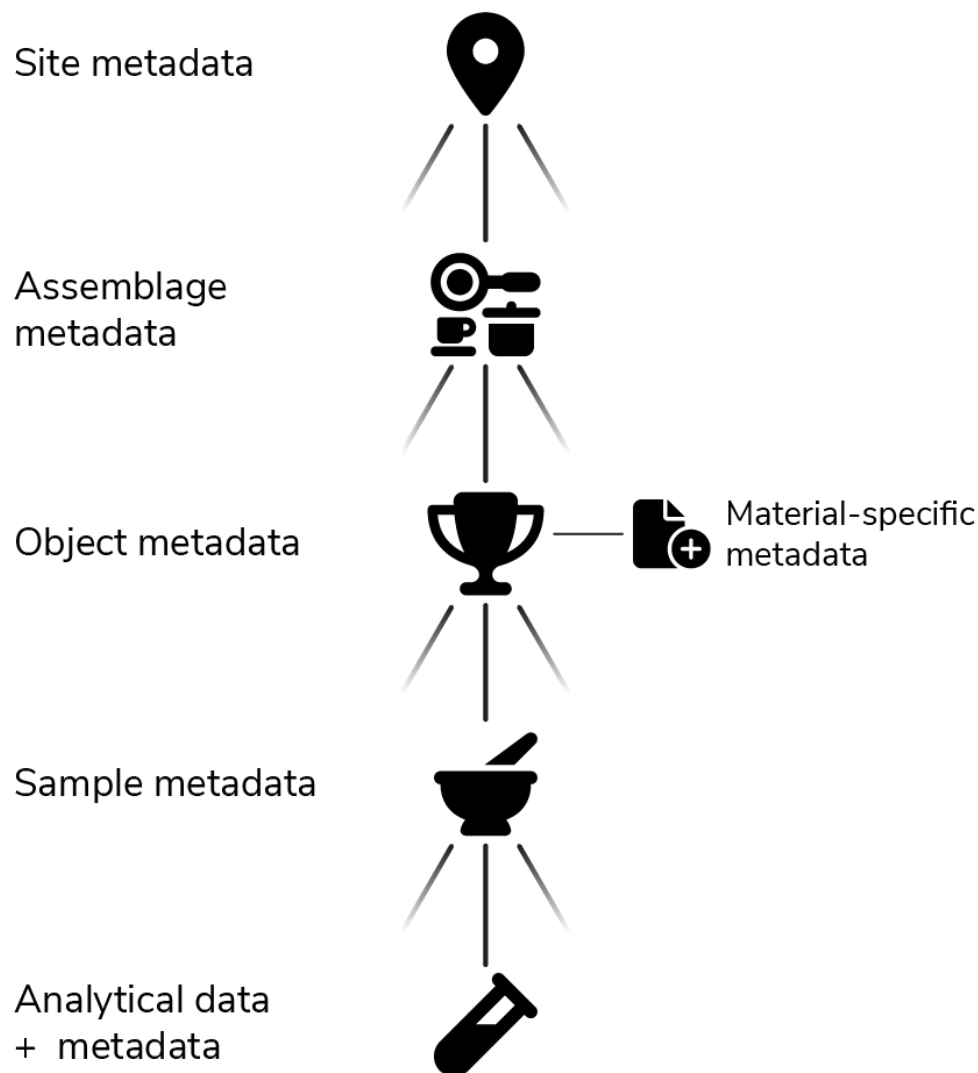 Site metadata
Assemblage
metadata
Object metadata
Material-specific
metadata
Sample metadata
Analytical data
+ metadata